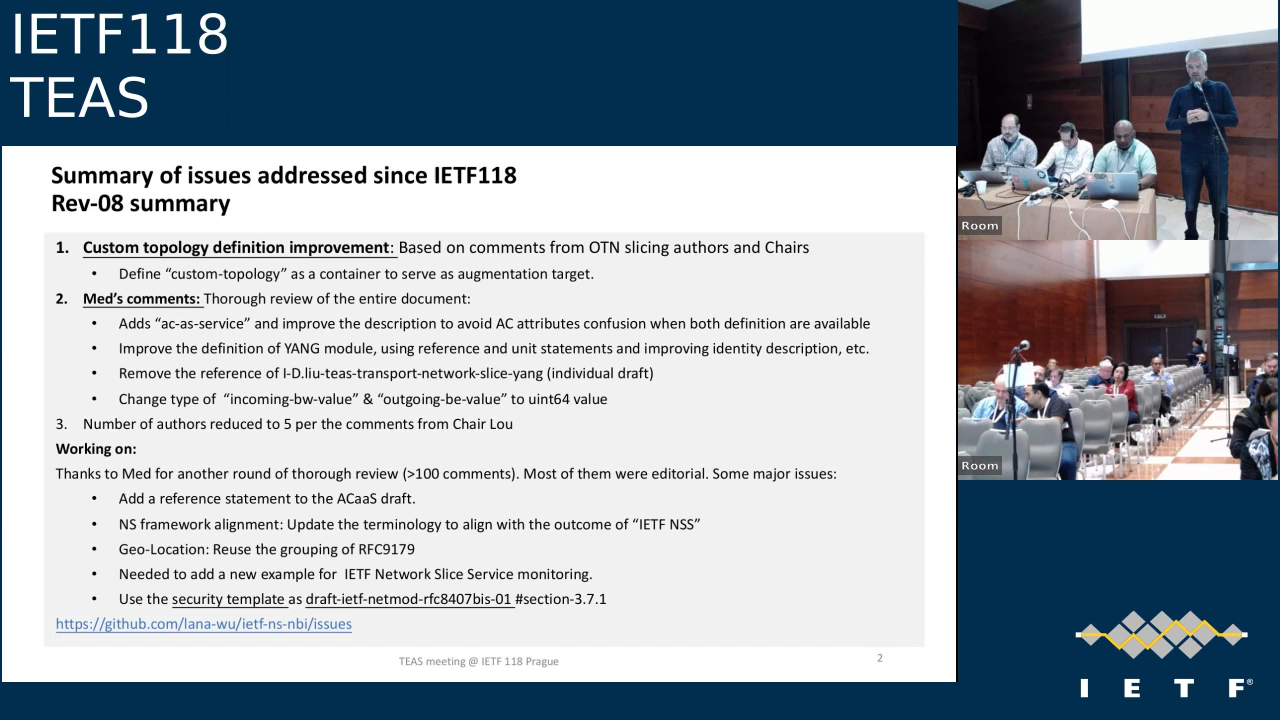 IETF118
TEAS
Summary of issues addressed since IETF118
Rev-08 summary
1. Custom topology definition improvement: Based on comments from OTN slicing authors and Chairs
• Define “custom-topology” as a container to serve as augmentation target.
2. Med’s comments: Thorough review of the entire document:
• Adds “ac-as-service” and improve the description to avoid AC attributes confusion when both definition are available
• Improve the definition of YANG module, using reference and unit statements and improving identity description, etc.
• Remove the reference of I-D.liu-teas-transport-network-slice-yang (individual draft)
• Change type of “incoming-bw-value” & “outgoing-be-value” to uint64 value
3. Number of authors reduced to 5 per the comments from Chair Lou
Working on:
Thanks to Med for another round of thorough review (>100 comments). Most of them were editorial. Some major issues:
• Add a reference statement to the ACaaS draft.
• NS framework alignment: Update the terminology to align with the outcome of “IETF NSS”
• Geo-Location: Reuse the grouping of RFC9179
• Needed to add a new example for IETF Network Slice Service monitoring.
• Use the security template as draft-ietf-netmod-rfc8407bis-01 #section-3.7.1
https://github.com/lana-wu/ietf-ns-nbi/issues
TEAS meeting @ IETF 118 Prague
2
Room
Room
I E T F®